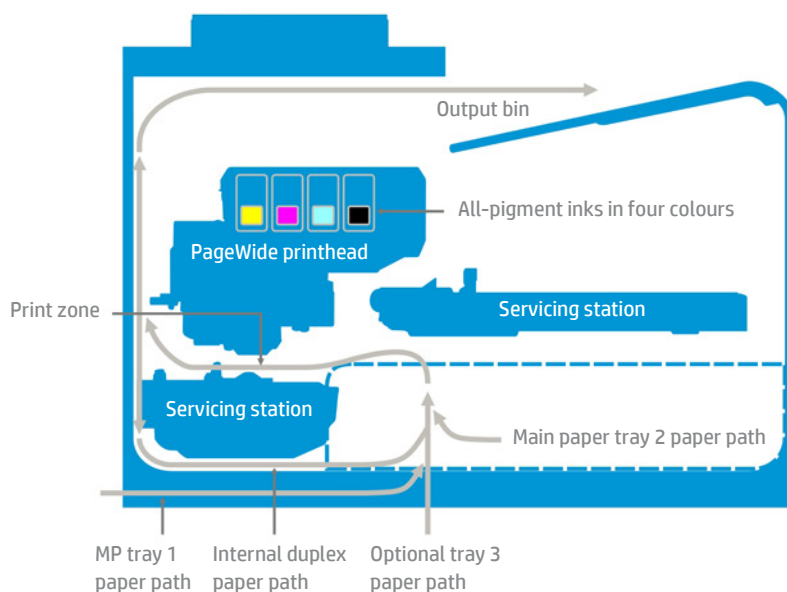 Output bin
All-pigment inks in four colours
PageWide printhead
Print zone
Servicing station
Servicing station
Main paper tray 2 paper path
MP tray 1
paper path
Internal duplex
paper path
Optional tray 3
paper path